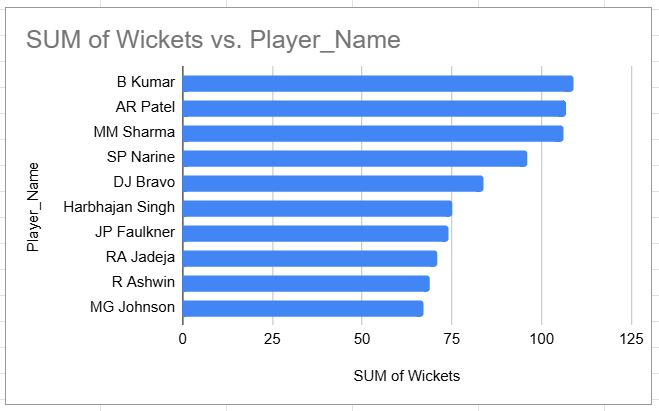 SUM of Wickets vs. Player_Name
Player_Name
B Kumar
AR Patel
MM Sharma
SP Narine
DJ Bravo
Harbhajan Singh
JP Faulkner
RA Jadeja
R Ashwin
MG Johnson
0 25 50 75 100 125
SUM of Wickets